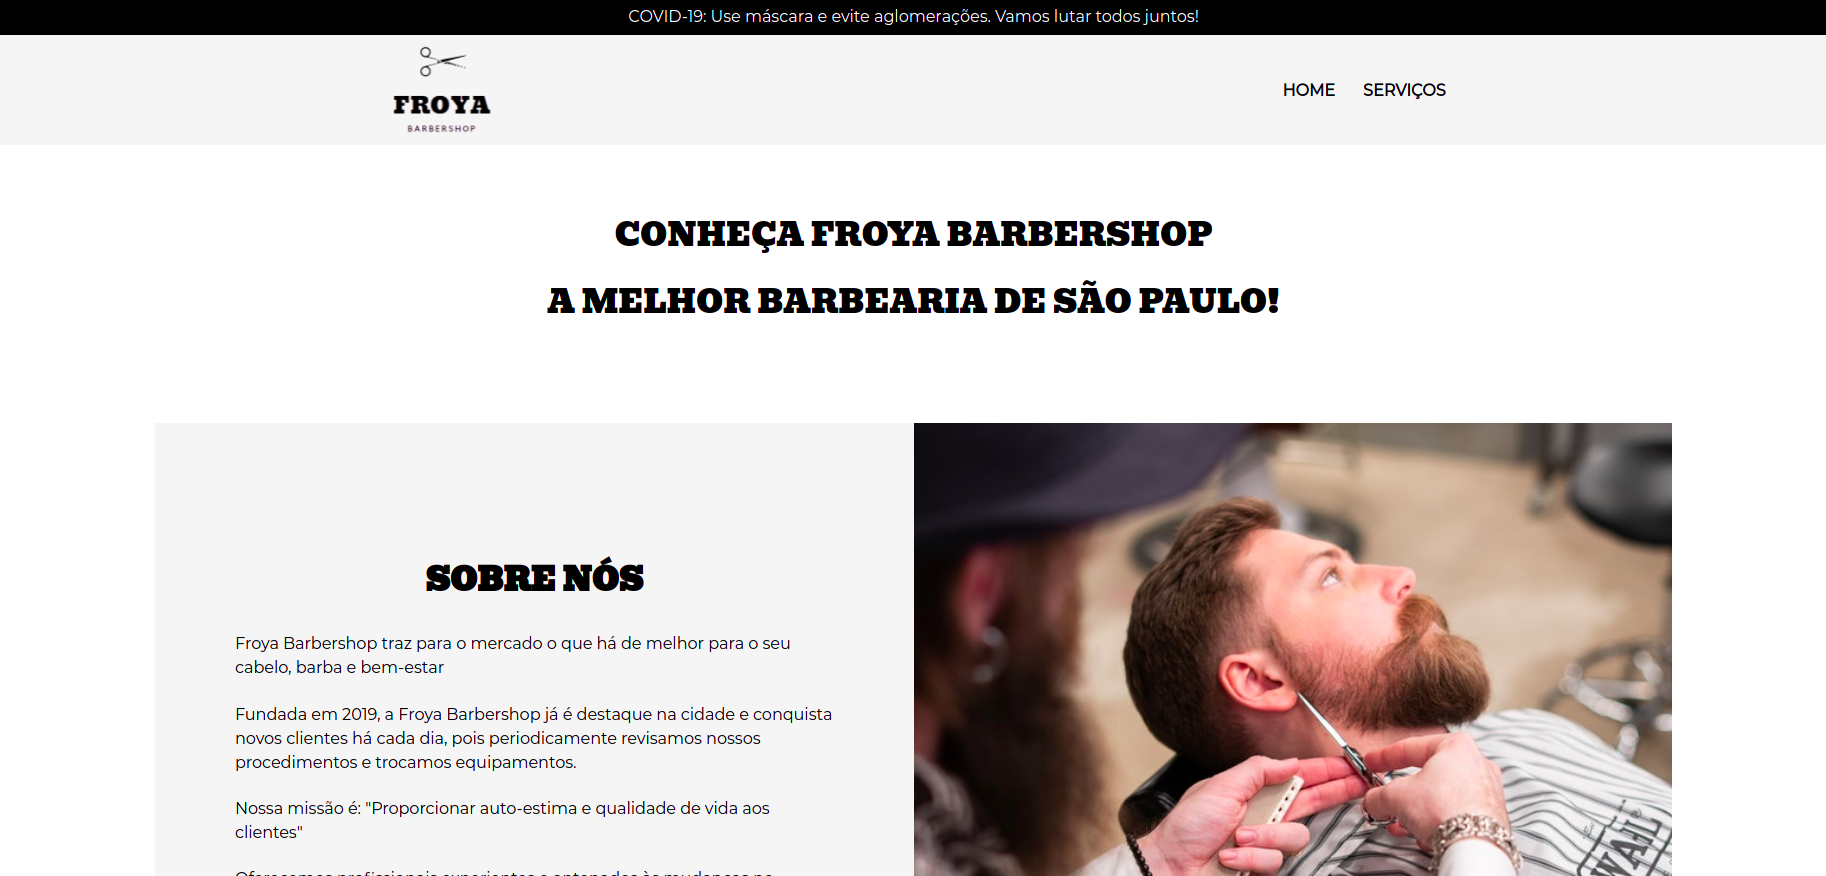 COVID-19: Use máscara e evite aglomerações. Vamos lutar todos juntos!
FROYA
BARBERSHOP
HOME SERVIÇOS
CONHEÇA FROYA BARBERSHOP
A MELHOR BARBEARIA DE SÃO PAULO!
SOBRE NÓS
Froya Barbershop traz para o mercado o que há de melhor para o seu
cabelo, barba e bem-estar
Fundada em 2019, a Froya Barbershop já é destaque na cidade e conquista
novos clientes há cada dia, pois periodicamente revisamos nossos
procedimentos e trocamos equipamentos.
Nossa missão é: "Proporcionar auto-estima e qualidade de vida aos
clientes"